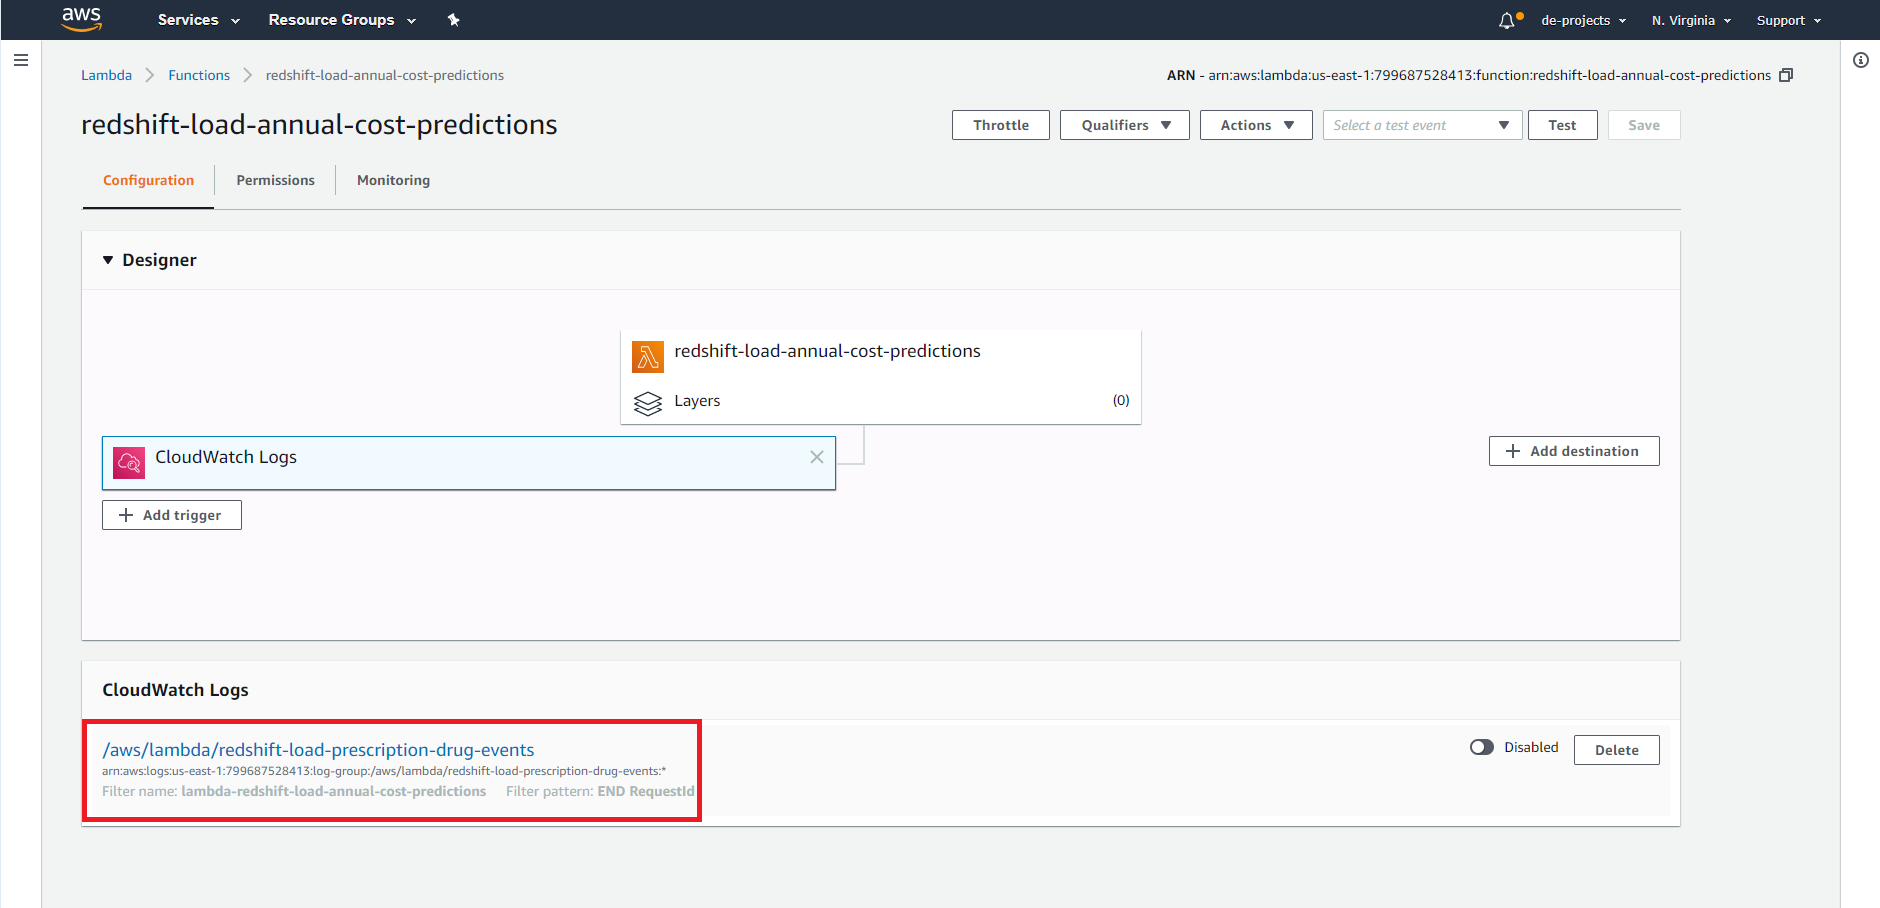 aws Services Resource Groups de-projects N. Virginia Support
Lambda Functions redshift-load-annual-cost-predictions ARN - arn:aws:lambda:us-east-1:799687528413:function:redshift-load-annual-cost-predictions
redshift-load-annual-cost-predictions Throttle Qualifiers Actions Select a test event Test Save
Configuration Permissions Monitoring
Designer
redshift-load-annual-cost-predictions
Layers (0)
CloudWatch Logs
Add destination
Add trigger
CloudWatch Logs
/aws/lambda/redshift-load-prescription-drug-events Disabled Delete
arn:aws:logs:us-east-1:799687528413:log-group:/aws/lambda/redshift-load-prescription-drug-events:*
Filter name: lambda-redshift-load-annual-cost-predictions Filter pattern: END RequestId